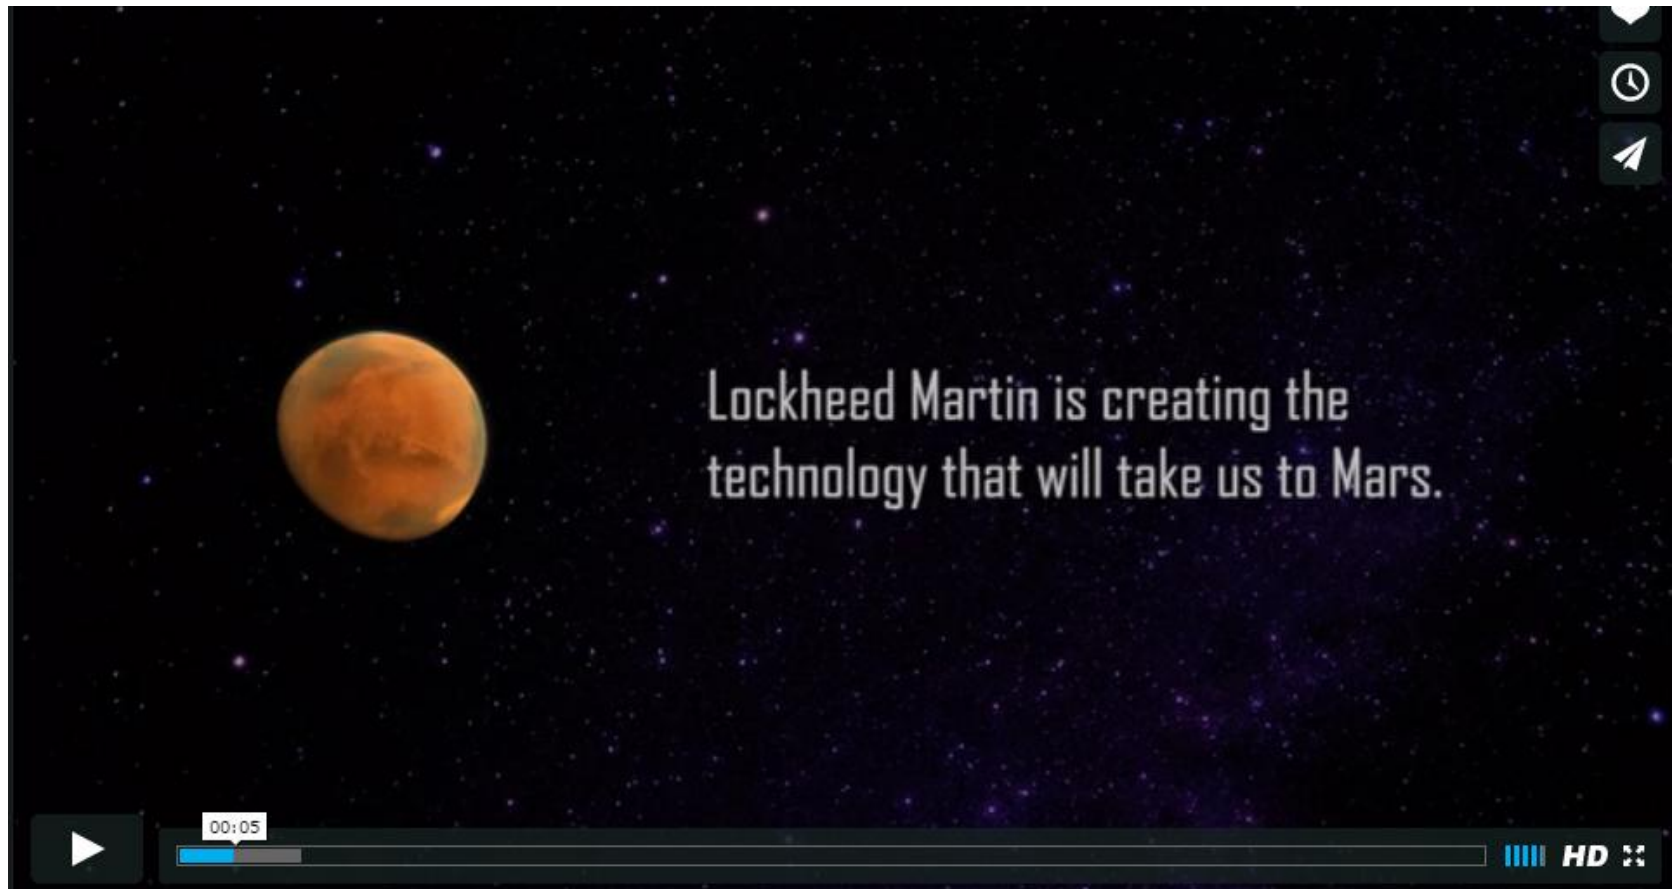 Lockheed Martin is creating the
technology that will take us to Mars.
00:05
HD